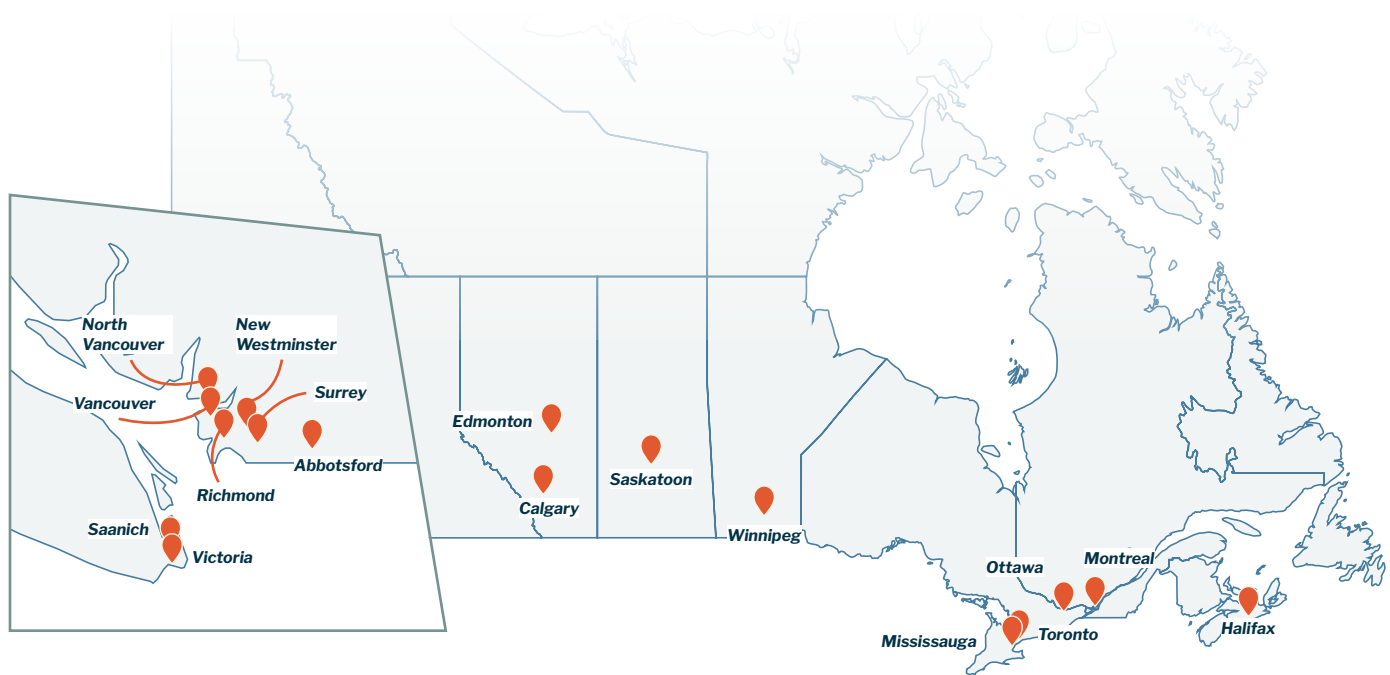 North
Vancouver
New
Westminster
Surrey
Vancouver
Abbotsford
Richmond
Saanich
Victoria
Edmonton
Calgary
Saskatoon
Winnipeg
Ottawa
Montreal
Mississauga
Toronto
Halifax